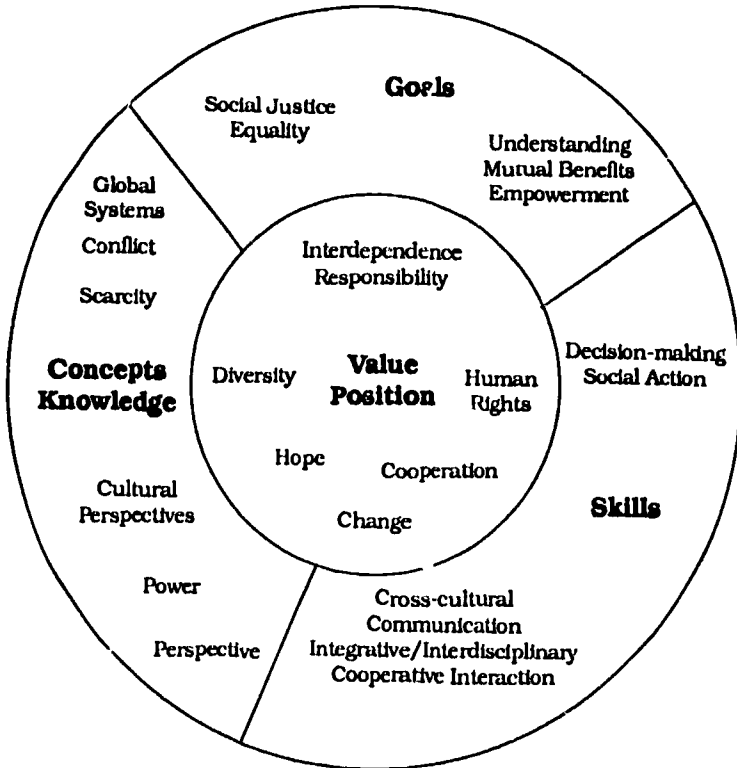 Goals
Social Justice
Equality
Understanding
Mutual Benefits
Empowerment
Global
Systems
Conflict
Scarcity
Concepts
Knowledge
Cultural
Perspectives
Power
Perspective
Interdependence
Responsibility
Diversity
Value
Position
Human
Rights
Hope
Cooperation
Change
Decision-making
Social Action
Skills
Cross-cultural
Communication
Integrative/Interdisciplinary
Cooperative Interaction